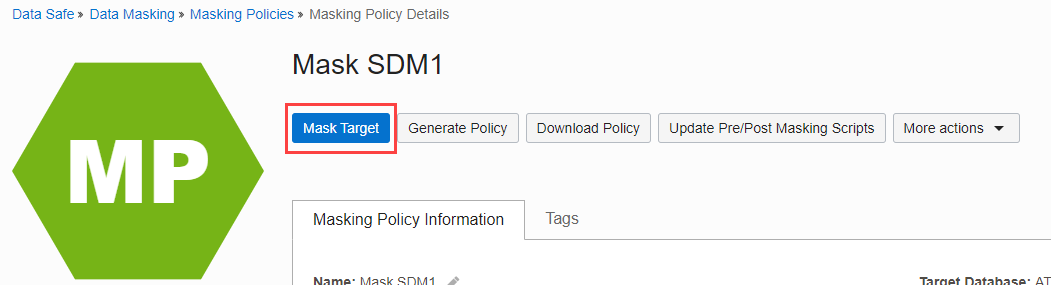 Data Safe » Data Masking » Masking Policies » Masking Policy Details
Mask SDM1
Mask Target Generate Policy Download Policy Update Pre/Post Masking Scripts More actions
MP
Masking Policy Information Tags
Name: Mask SDM1 Target Database: AT